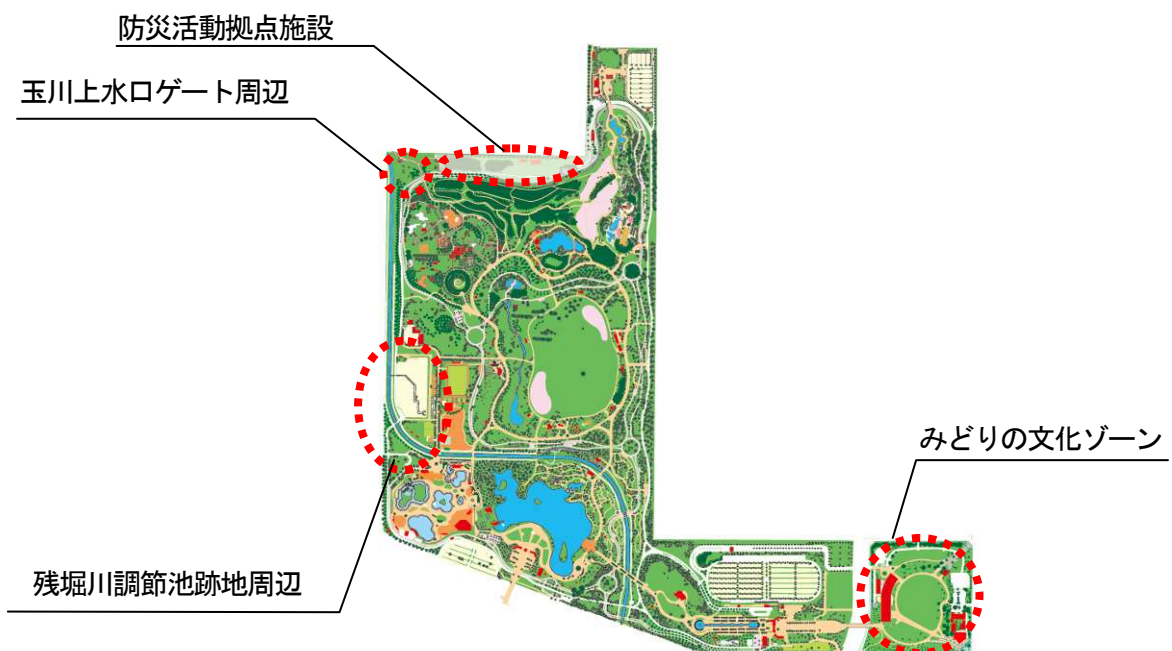 防災活動拠点施設
玉川上水口ゲート周辺
みどりの文化ゾーン
残堀川調節池跡地周辺